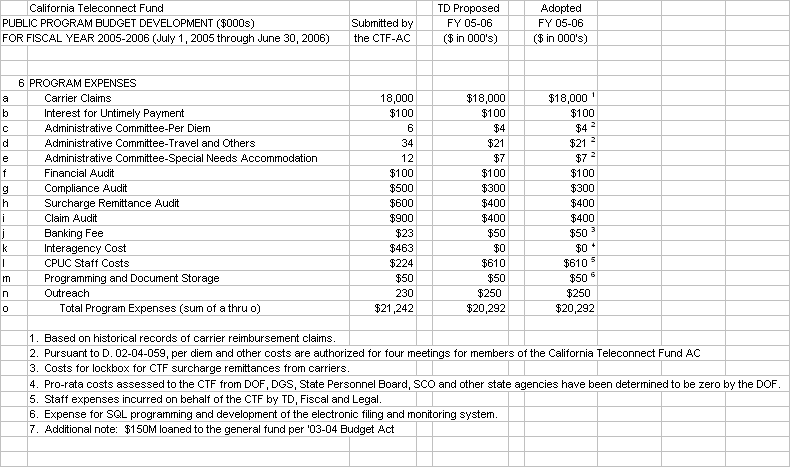 California Teleconnect Fund TD Proposed Adopted
PUBLIC PROGRAM BUDGET DEVELOPMENT ($000s) Submitted by FY 05-06 FY 05-06
FOR FISCAL YEAR 2005-2006 (July 1, 2005 through June 30, 2006) the CTF-AC ($ in 000's) ($ in 000's)
6 PROGRAM EXPENSES
a Carrier Claims 18,000 $18,000 $18,000 1
b Interest for Untimely Payment $100 $100 $100
c Administrative Committee-Per Diem 6 $4 $4 2
d Administrative Committee-Travel and Others 34 $21 $21 2
e Administrative Committee-Special Needs Accommodation 12 $7 $7 2
f Financial Audit $100 $100 $100
g Compliance Audit $500 $300 $300
h Surcharge Remittance Audit $600 $400 $400
i Claim Audit $900 $400 $400
j Banking Fee $23 $50 $50 3
k Interagency Cost $463 $0 $0 4
l CPUC Staff Costs $224 $610 $610 5
m Programming and Document Storage $50 $50 $50 6
n Outreach 230 $250 $250
o Total Program Expenses (sum of a thru o) $21,242 $20,292 $20,292
1. Based on historical records of carrier reimbursement claims.
2. Pursuant to D. 02-04-059, per diem and other costs are authorized for four meetings for members of the California Teleconnect Fund AC
3. Costs for lockbox for CTF surcharge remittances from carriers.
4. Pro-rata costs assessed to the CTF from DOF, DGS, State Personnel Board, SCO and other state agencies have been determined to be zero by the DOF.
5. Staff expenses incurred on behalf of the CTF by TD, Fiscal and Legal.
6. Expense for SQL programming and development of the electronic filing and monitoring system.
7. Additional note: $150M loaned to the general fund per '03-04 Budget Act